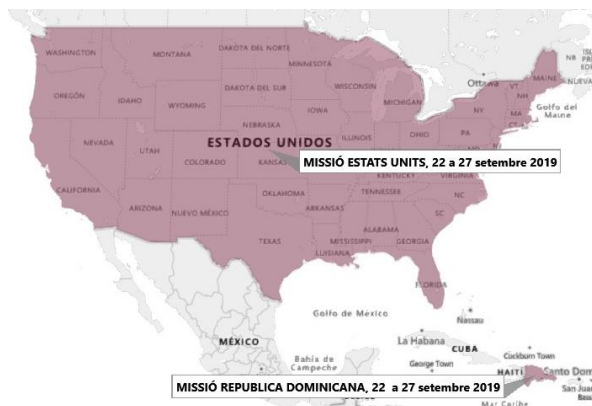 WASHINGTON
MONTANA
DAKOTA DEL NORTE
MINNESOTA
OREGÓN
IDAHO
WYOMING
DAKOTA DEL SUR
WISCONSIN
MICHIGAN
Ottawa
MAINE
VT
NH
NB
NUEVA
Golfo del
Maine
NEBRASKA
IOWA
NY
MA
CT
NEVADA
UTAH
COLORADO
ESTADOS UNIDOS
KANSAS
ILLINOIS
OHIO
PA
MISSIÓ ESTATS UNITS, 22 a 27 setembre 2019
CALIFORNIA
ARIZONA
NUEVO MÉXICO
OKLAHOMA
ARKANSAS
TENNESSEE
KENTUCKY
VIRGINIA
NC
SC
TEXAS
LUISIANA
MISSISSIPPI
ALABAMA
GEORGIA
FLORIDA
Golfo de México
Nassau
MÉXICO
La Habana
CUBA
Bahía de
Campeche
George Town
Cockburn Town
HAITÍ
Santo Dom
San Juan
MISSIÓ REPUBLICA DOMINICANA, 22 a 27 setembre 2019
Mar Caribe